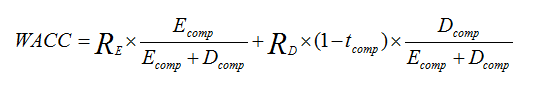 WACC = R_E × E_comp / (E_comp + D_comp) + R_D × (1 − t_comp) × D_comp / (E_comp + D_comp)